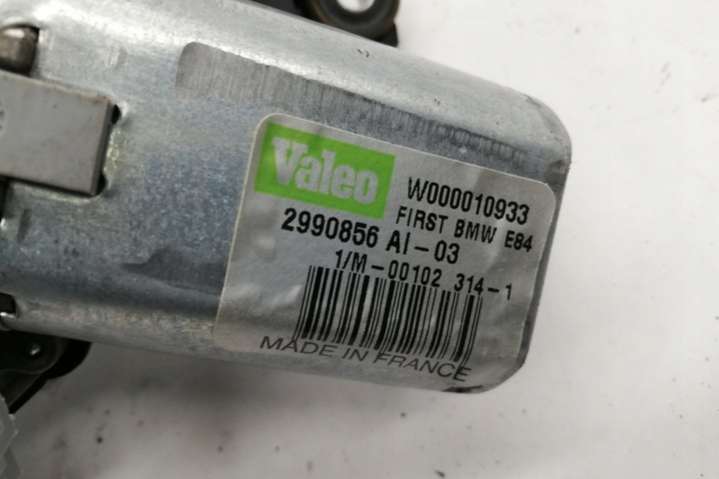 Valeo
W000010933
FIRST BMW E84
2990856 AI-03
1/M-00102 314-1
MADE IN FRANCE